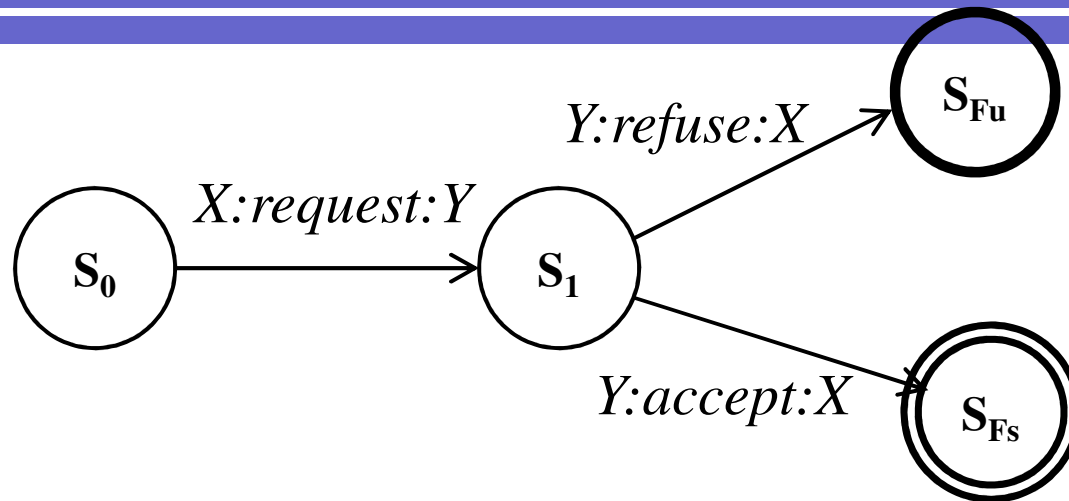 S_Fu
Y:refuse:X
X:request:Y
S_0
S_1
Y:accept:X
S_Fs